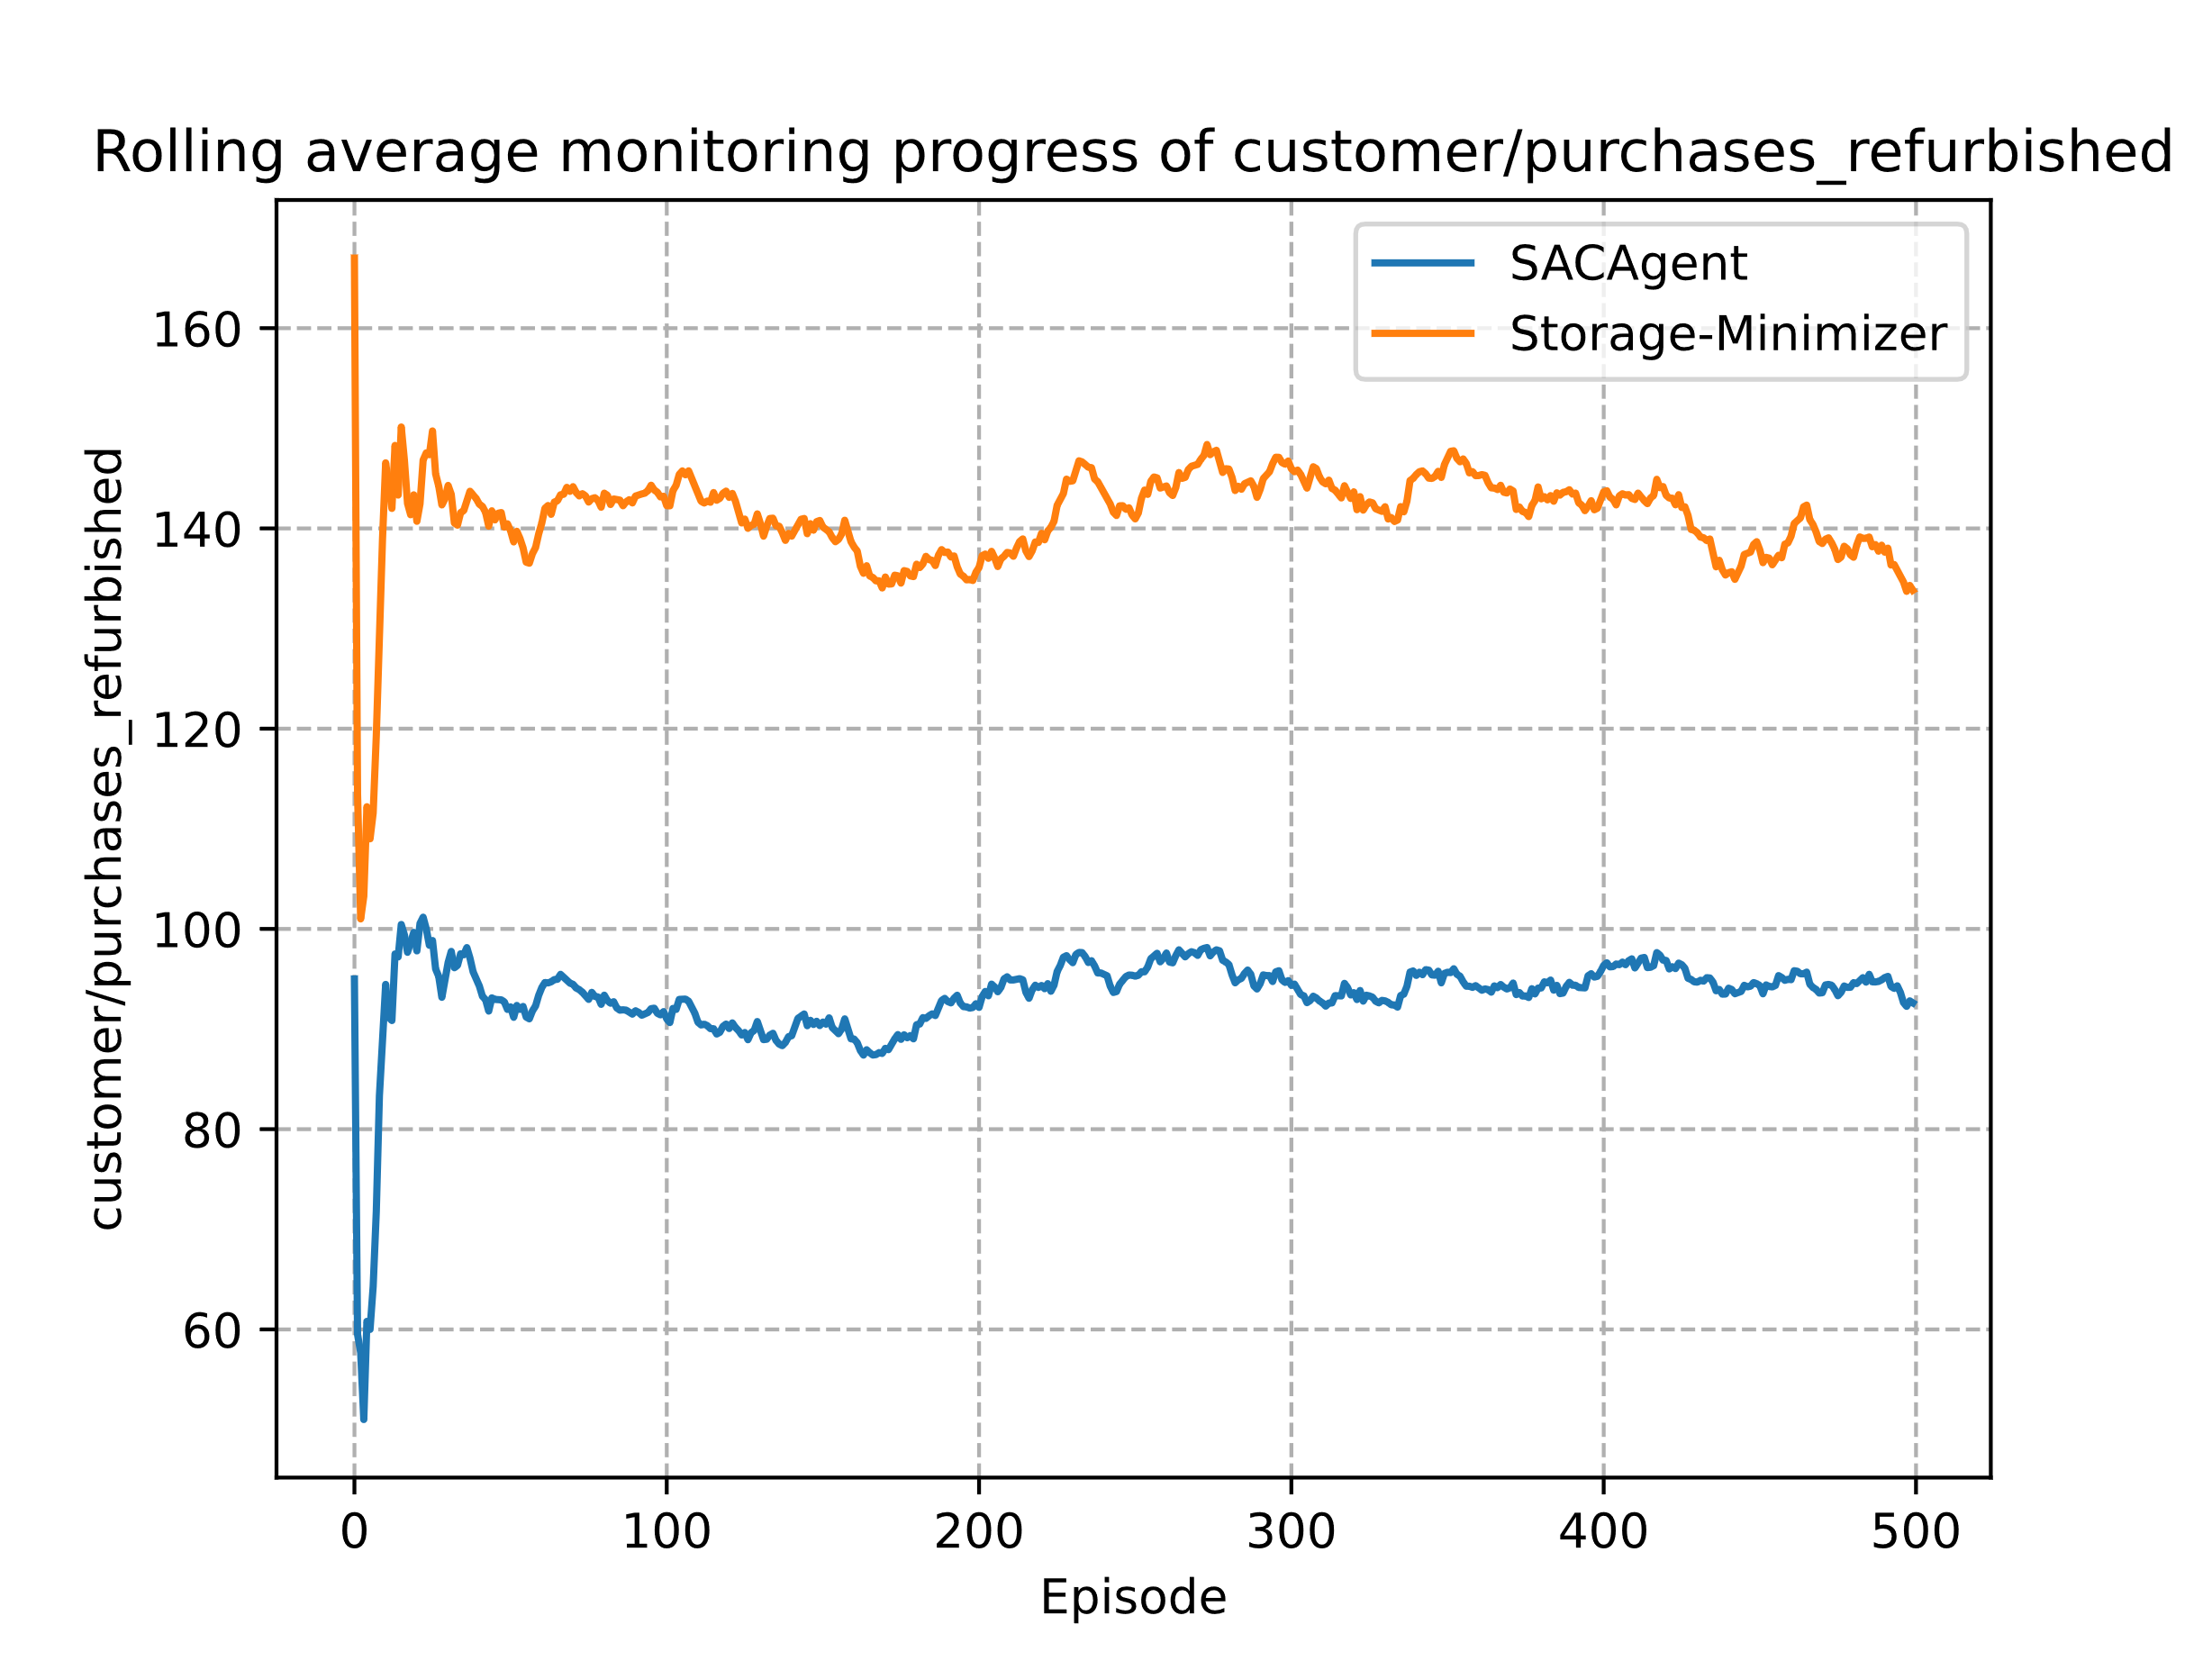 Rolling average monitoring progress of customer/purchases_refurbished
SACAgent
Storage-Minimizer
customer/purchases_refurbished
160
140
120
100
80
60
0 100 200 300 400 500
Episode